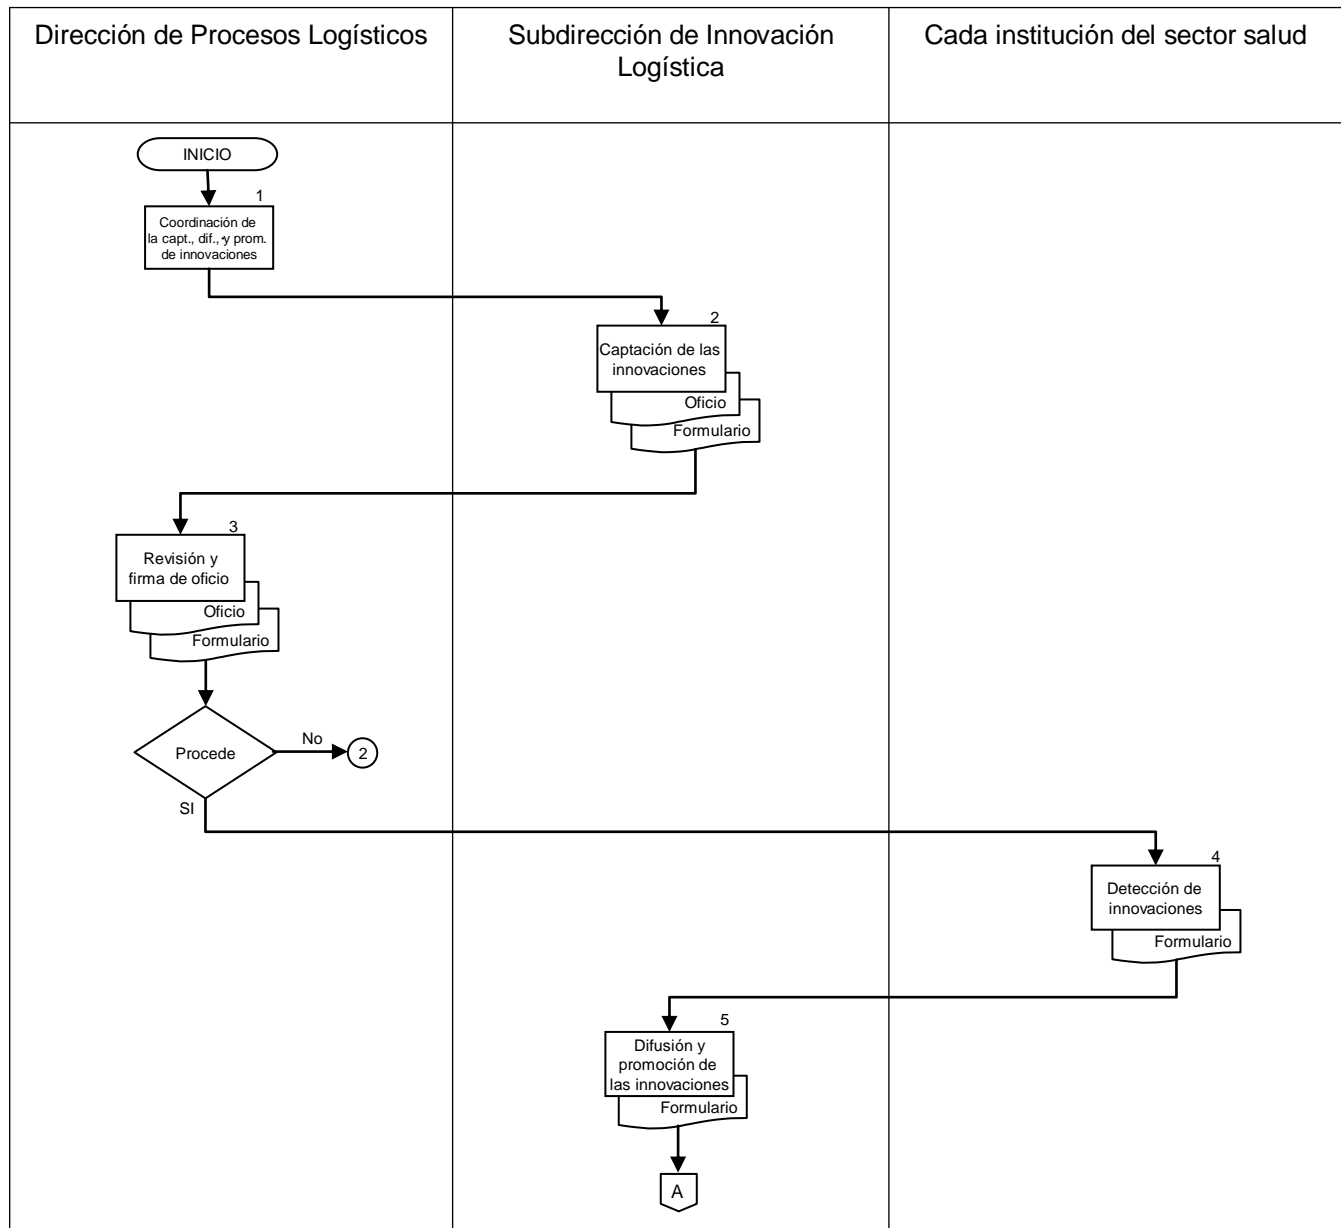 Dirección de Procesos Logísticos
Subdirección de Innovación
Logística
Cada institución del sector salud
INICIO
1
Coordinación de
la capt., dif., y prom.
de innovaciones
2
Captación de las
innovaciones
Oficio
Formulario
3
Revisión y
firma de oficio
Oficio
Formulario
Procede
No
2
SI
4
Detección de
innovaciones
Formulario
5
Difusión y
promoción de
las innovaciones
Formulario
A